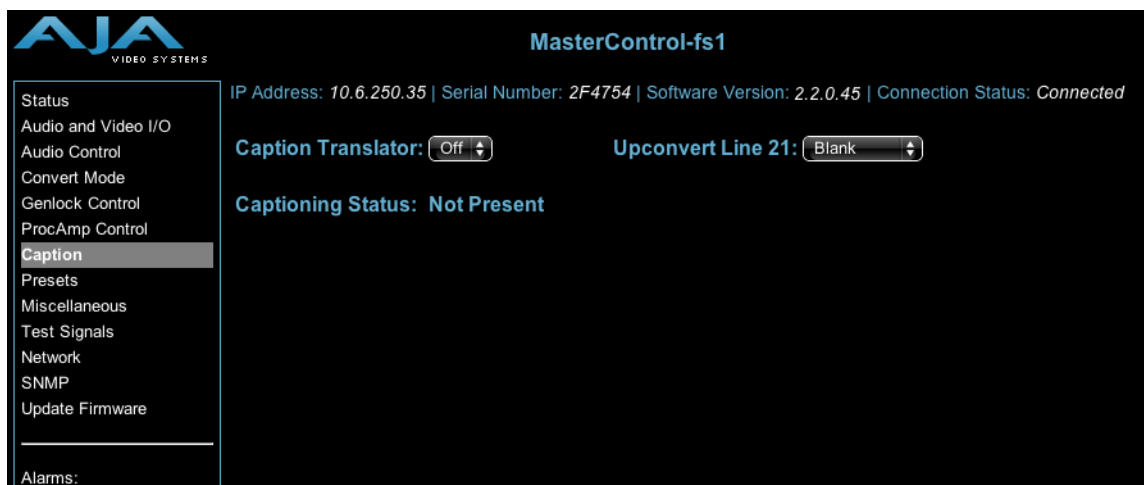 AJA
VIDEO SYSTEMS
MasterControl-fs1
IP Address: 10.6.250.35 | Serial Number: 2F4754 | Software Version: 2.2.0.45 | Connection Status: Connected
Status
Audio and Video I/O
Audio Control
Convert Mode
Genlock Control
ProcAmp Control
Caption
Presets
Miscellaneous
Test Signals
Network
SNMP
Update Firmware
Alarms:
Caption Translator: Off
Upconvert Line 21: Blank
Captioning Status: Not Present